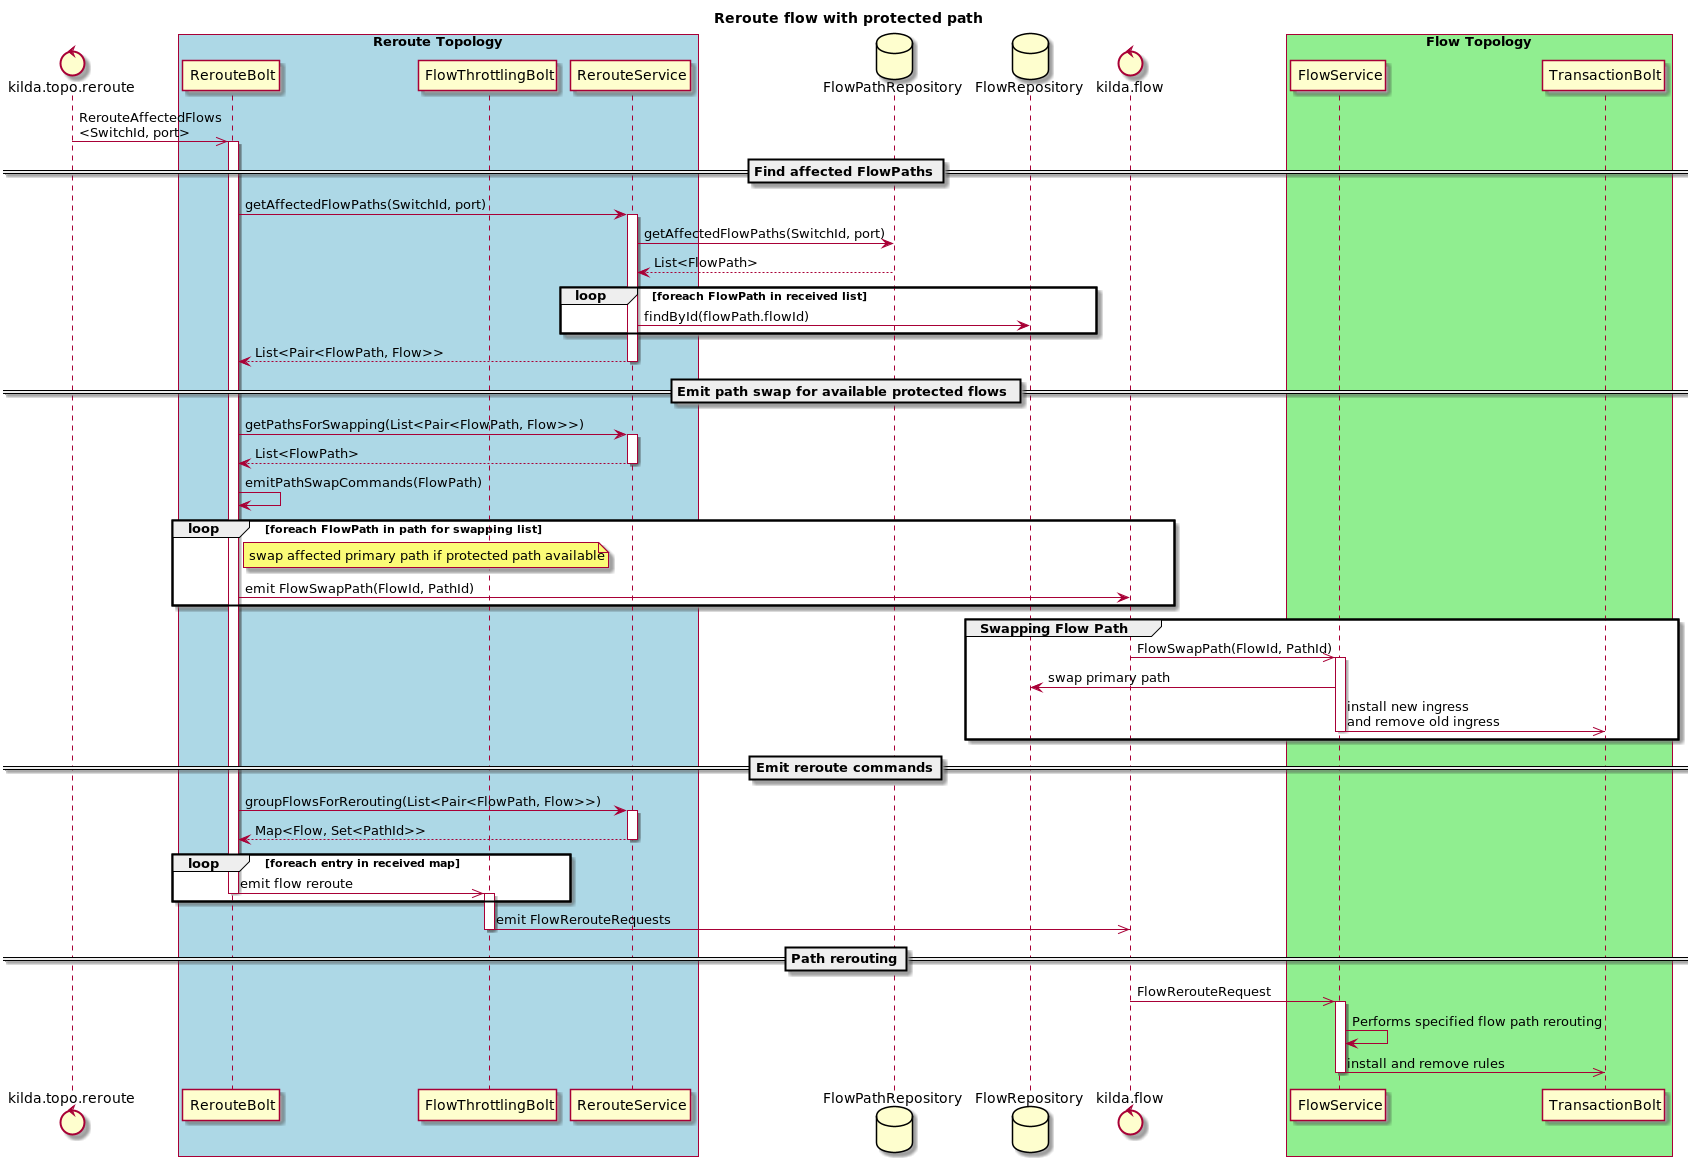 Reroute flow with protected path
Reroute Topology
Flow Topology
kilda.topo.reroute
RerouteBolt
FlowThrottlingBolt
RerouteService
FlowPathRepository
FlowRepository
kilda.flow
FlowService
TransactionBolt
RerouteAffectedFlows
<SwitchId, port>
Find affected FlowPaths
getAffectedFlowPaths(SwitchId, port)
getAffectedFlowPaths(SwitchId, port)
List<FlowPath>
loop
[foreach FlowPath in received list]
findById(flowPath.flowId)
List<Pair<FlowPath, Flow>>
Emit path swap for available protected flows
getPathsForSwapping(List<Pair<FlowPath, Flow>>)
List<FlowPath>
emitPathSwapCommands(FlowPath)
loop
[foreach FlowPath in path for swapping list]
swap affected primary path if protected path available
emit FlowSwapPath(FlowId, PathId)
Swapping Flow Path
FlowSwapPath(FlowId, PathId)
swap primary path
install new ingress
and remove old ingress
Emit reroute commands
groupFlowsForRerouting(List<Pair<FlowPath, Flow>>)
Map<Flow, Set<PathId>>
loop
[foreach entry in received map]
emit flow reroute
emit FlowRerouteRequests
Path rerouting
FlowRerouteRequest
Performs specified flow path rerouting
install and remove rules
kilda.topo.reroute
RerouteBolt
FlowThrottlingBolt
RerouteService
FlowPathRepository
FlowRepository
kilda.flow
FlowService
TransactionBolt